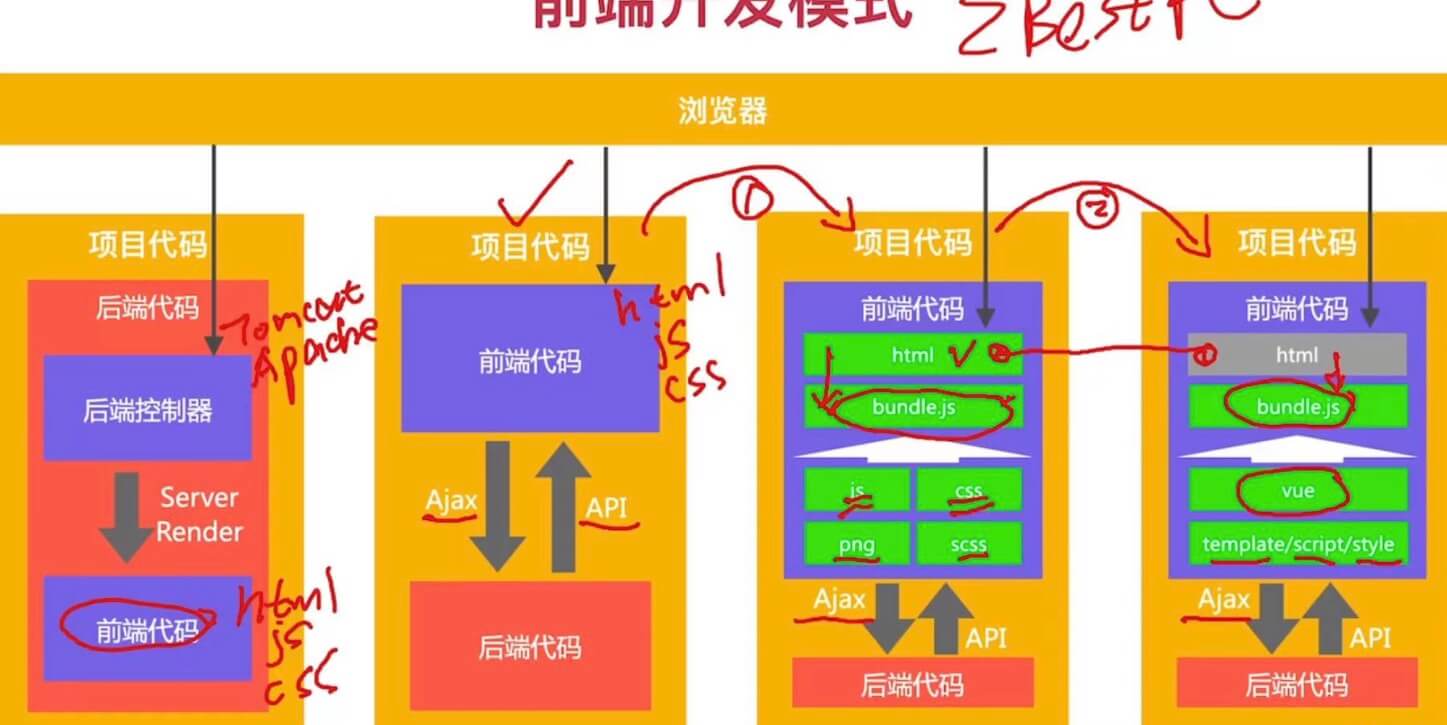 前端开发模式
浏览器
项目代码
后端代码
Tomcat
Apache
后端控制器
Server
Render
前端代码
html
js
css
项目代码
html
js
css
前端代码
Ajax
API
后端代码
①
项目代码
前端代码
html
bundle.js
js
css
png
scss
Ajax
API
后端代码
②
项目代码
前端代码
html
bundle.js
vue
template/script/style
Ajax
API
后端代码